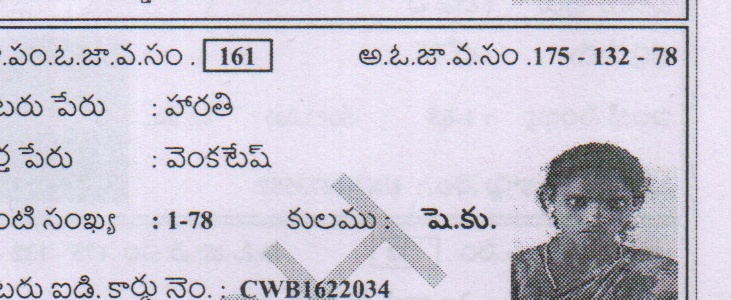 .పం.ఓ.జా.వ.సం . 161 అ.ఓ.జా.వ.సం .175 - 132 - 78
బరు పేరు : హారతి
ర్త పేరు : వెంకటేష్
ంటి సంఖ్య : 1-78 కులము : షె.కు.
బరు ఐడి. కార్డు నెం. : CWB1622034